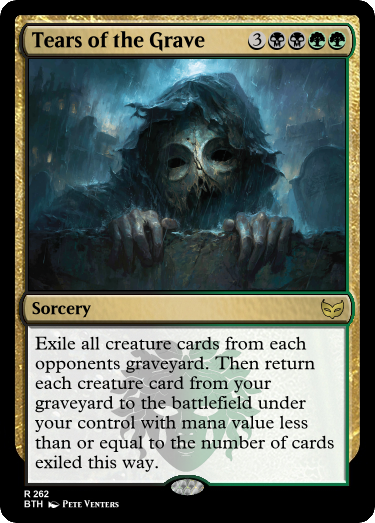 Tears of the Grave 3
Sorcery
Exile all creature cards from each
opponents graveyard. Then return
each creature card from your
graveyard to the battlefield under
your control with mana value less
than or equal to the number of cards
exiled this way.
R 262
BTH PETE VENTERS